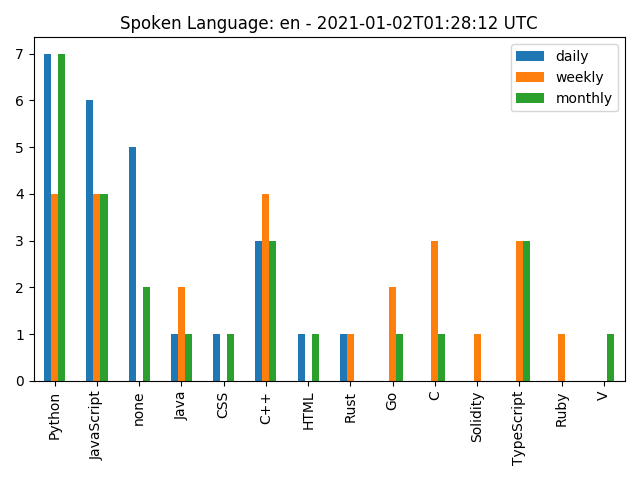 Spoken Language: en - 2021-01-02T01:28:12 UTC
daily
weekly
monthly
7
6
5
4
3
2
1
0
Python
JavaScript
none
Java
CSS
C++
HTML
Rust
Go
C
Solidity
TypeScript
Ruby
V